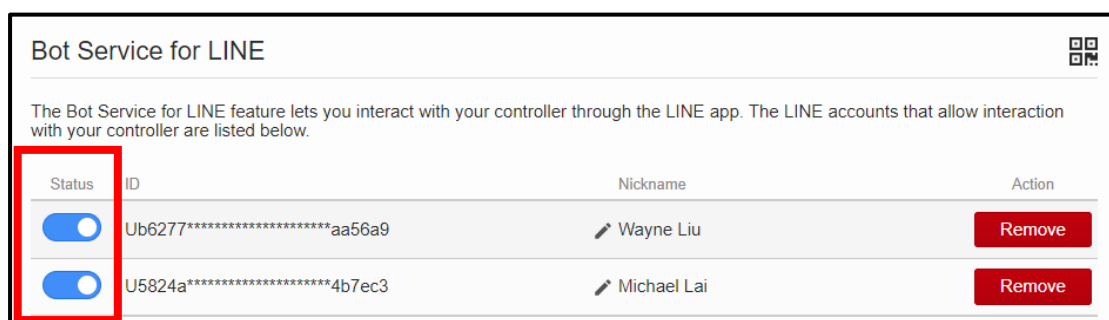 Bot Service for LINE
The Bot Service for LINE feature lets you interact with your controller through the LINE app. The LINE accounts that allow interaction
with your controller are listed below.
Status ID Nickname Action
Ub6277*********************aa56a9 Wayne Liu Remove
U5824a*********************4b7ec3 Michael Lai Remove